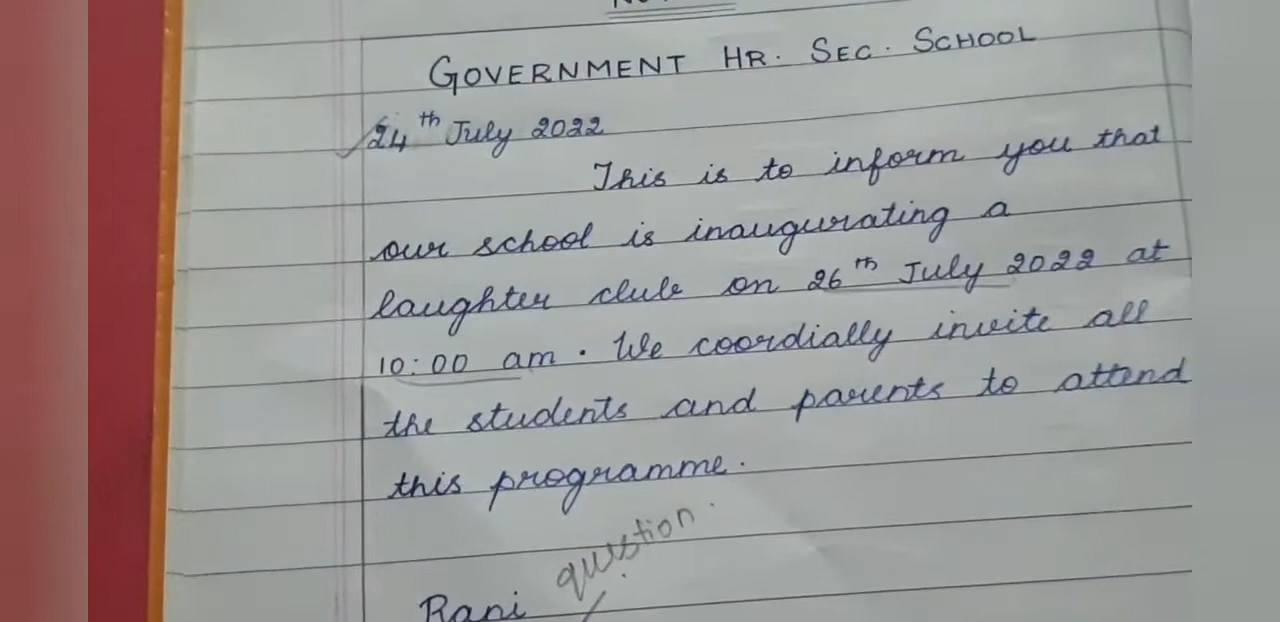 GOVERNMENT HR. SEC. SCHOOL
24th July 2022
This is to inform you that
our school is inaugurating a
laughter club on 26th July 2022 at
10:00 am. We coordially invite all
the students and parents to attend
this programme.
question.
Rani